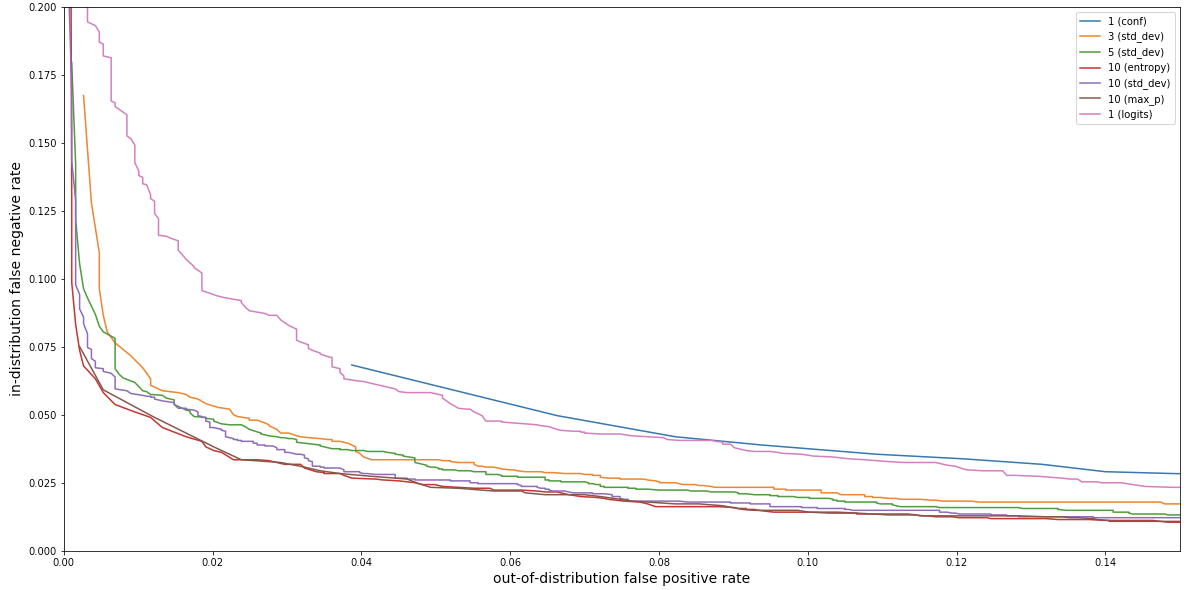 0.200
0.175
0.150
0.125
0.100
0.075
0.050
0.025
0.000
in-distribution false negative rate
1 (conf)
3 (std_dev)
5 (std_dev)
10 (entropy)
10 (std_dev)
10 (max_p)
1 (logits)
0.00 0.02 0.04 0.06 0.08 0.10 0.12 0.14
out-of-distribution false positive rate